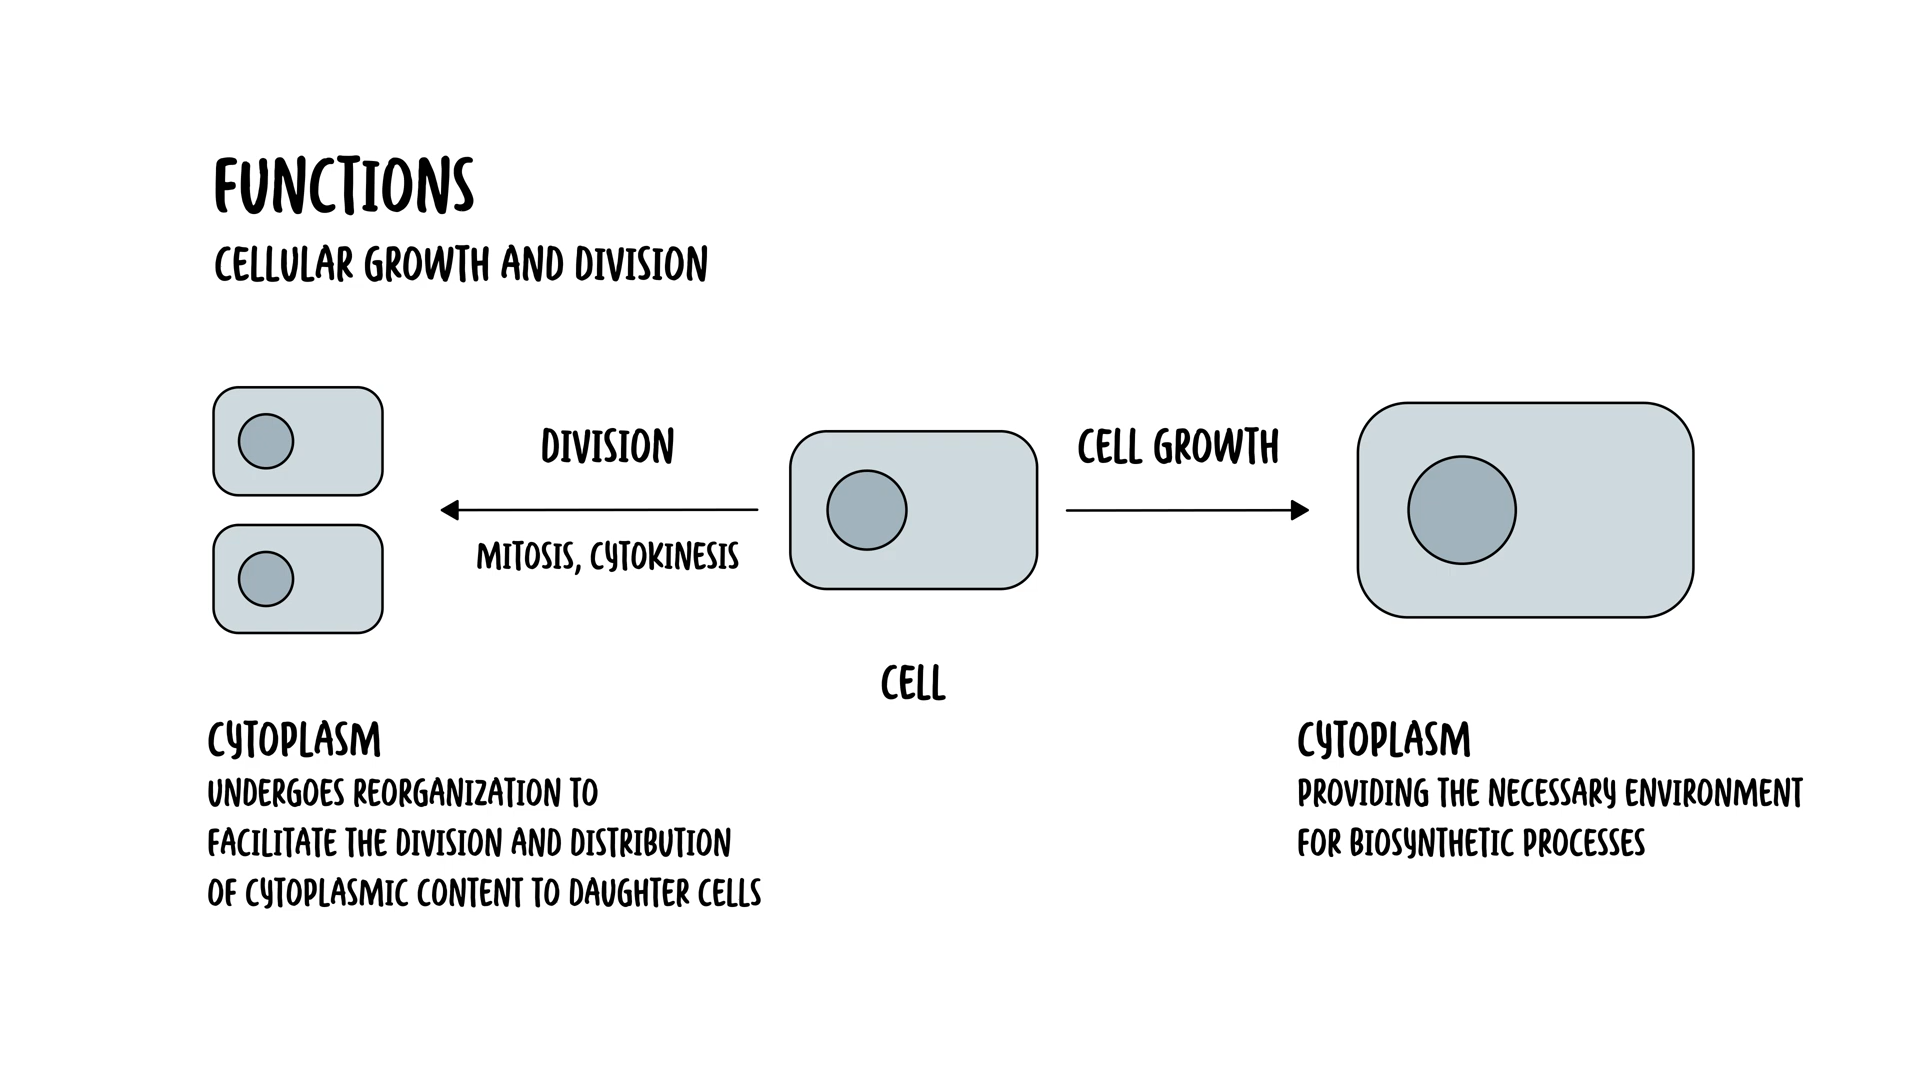 FUNCTIONS
CELLULAR GROWTH AND DIVISION
DIVISION
MITOSIS, CYTOKINESIS
CELL GROWTH
CELL
CYTOPLASM
UNDERGOES REORGANIZATION TO
FACILITATE THE DIVISION AND DISTRIBUTION
OF CYTOPLASMIC CONTENT TO DAUGHTER CELLS
CYTOPLASM
PROVIDING THE NECESSARY ENVIRONMENT
FOR BIOSYNTHETIC PROCESSES